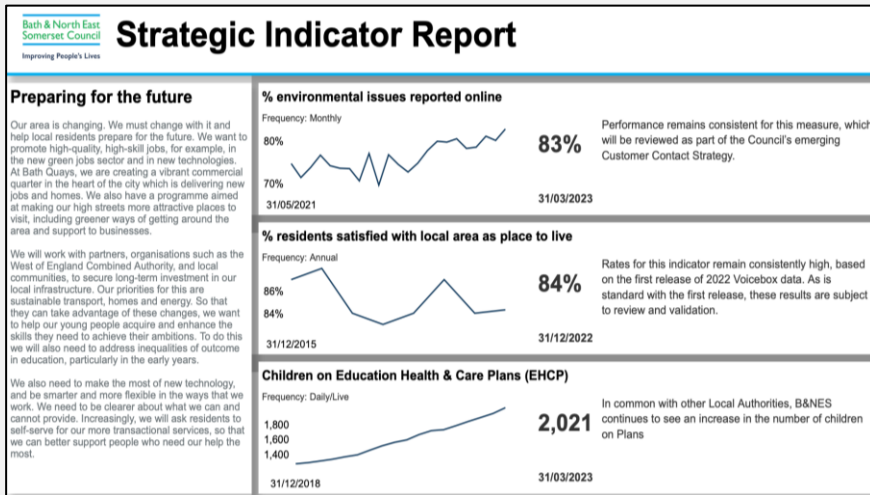 Bath & North East
Somerset Council
Improving People's Lives
Strategic Indicator Report
Preparing for the future
Our area is changing. We must change with it and
help local residents prepare for the future. We want to
promote high-quality, high-skill jobs, for example, in
the new green jobs sector and in new technologies.
At Bath Quays, we are creating a vibrant commercial
quarter in the heart of the city which is delivering new
jobs and homes. We also have a programme aimed
at making our high streets more attractive places to
visit, including greener ways of getting around the
area and support to businesses.
We will work with partners, organisations such as the
West of England Combined Authority, and local
communities, to secure long-term investment in our
local infrastructure. Our priorities for this are
sustainable transport, homes and energy. So that
they can take advantage of these changes, we want
to help our young people acquire and enhance the
skills they need to achieve their ambitions. To do this
we will also need to address inequalities of outcome
in education, particularly in the early years.
We also need to make the most of new technology,
and be smarter and more flexible in the ways that we
work. We need to be clearer about what we can and
cannot provide. Increasingly, we will ask residents to
self-serve for our more transactional services, so that
we can better support people who need our help the
most.
% environmental issues reported online
Frequency: Monthly
80%
70%
31/05/2021
83%
31/03/2023
Performance remains consistent for this measure, which
will be reviewed as part of the Council's emerging
Customer Contact Strategy.
% residents satisfied with local area as place to live
Frequency: Annual
86%
84%
31/12/2015
84%
31/12/2022
Rates for this indicator remain consistently high, based
on the first release of 2022 Voicebox data. As is
standard with the first release, these results are subject
to review and validation.
Children on Education Health & Care Plans (EHCP)
Frequency: Daily/Live
1,800
1,600
1,400
31/12/2018
2,021
31/03/2023
In common with other Local Authorities, B&NES
continues to see an increase in the number of children
on Plans